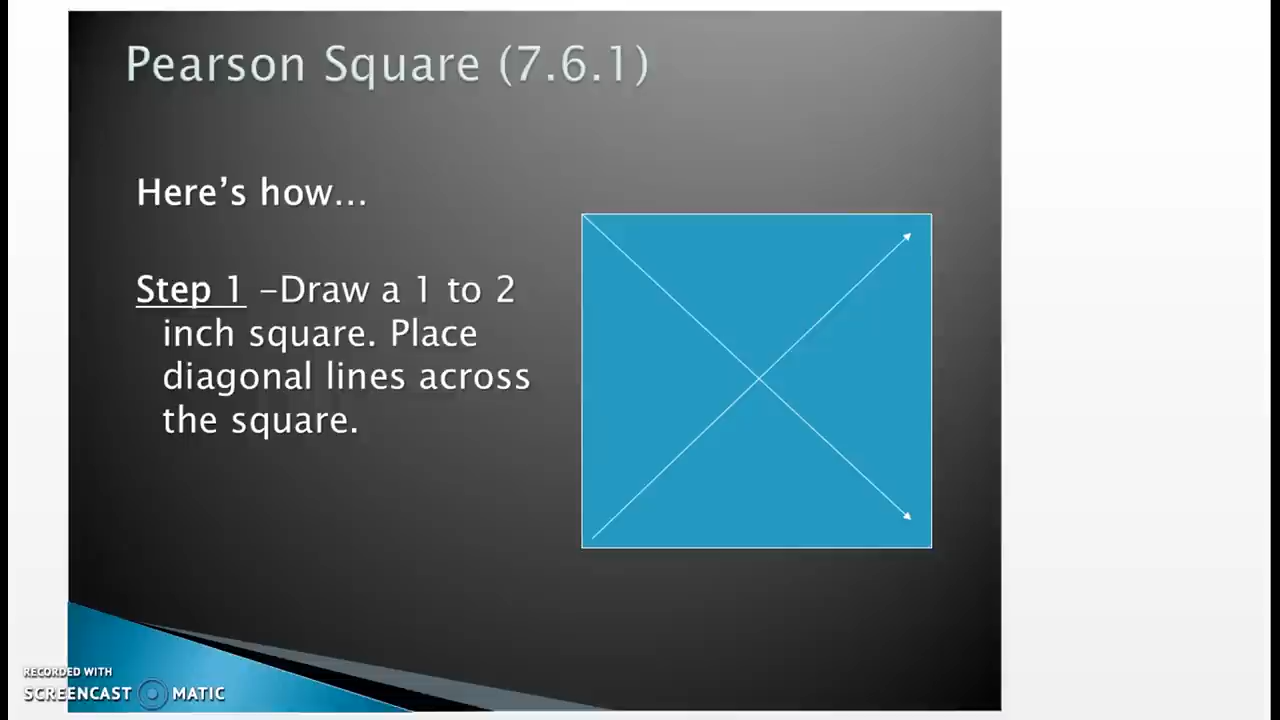 Pearson Square (7.6.1)
Here’s how…
Step 1 –Draw a 1 to 2
inch square. Place
diagonal lines across
the square.
RECORDED WITH
SCREENCAST MATIC